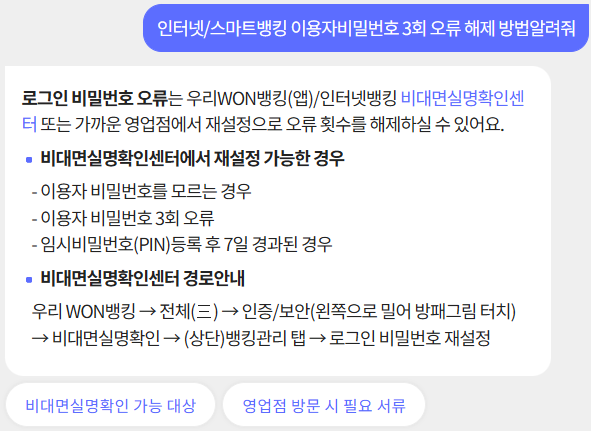 인터넷/스마트뱅킹 이용자비밀번호 3회 오류 해제 방법알려줘
로그인 비밀번호 오류는 우리WON뱅킹(앱)/인터넷뱅킹 비대면실명확인센
터 또는 가까운 영업점에서 재설정으로 오류 횟수를 해제하실 수 있어요.
비대면실명확인센터에서 재설정 가능한 경우
- 이용자 비밀번호를 모르는 경우
- 이용자 비밀번호 3회 오류
- 임시비밀번호(PIN)등록 후 7일 경과된 경우
비대면실명확인센터 경로안내
우리 WON뱅킹 → 전체(三) → 인증/보안(왼쪽으로 밀어 방패그림 터치)
→ 비대면실명확인 → (상단)뱅킹관리 탭 → 로그인 비밀번호 재설정
비대면실명확인 가능 대상
영업점 방문 시 필요 서류